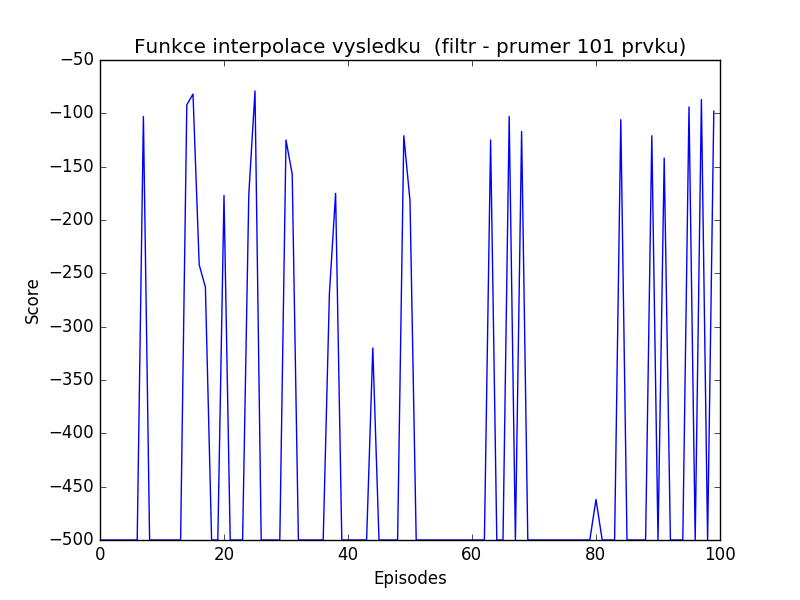 Funkce interpolace vysledku  (filtr - prumer 101 prvku)
−50
−100
−150
−200
−250
−300
−350
−400
−450
−500
Score
0 20 40 60 80 100
Episodes